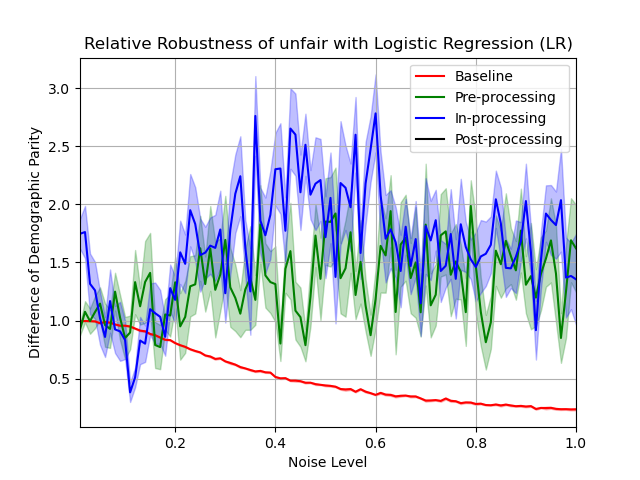 Relative Robustness of unfair with Logistic Regression (LR)
Difference of Demographic Parity
3.0
2.5
2.0
1.5
1.0
0.5
Baseline
Pre-processing
In-processing
Post-processing
0.2 0.4 0.6 0.8 1.0
Noise Level